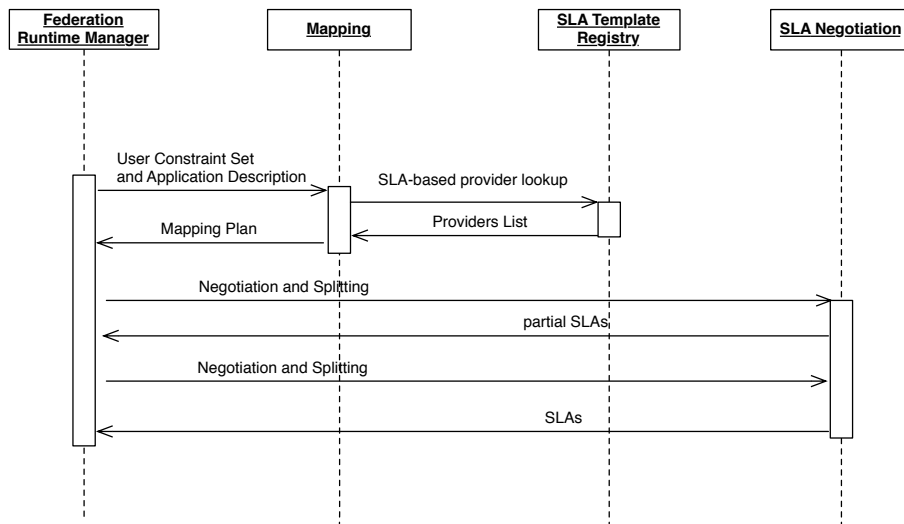 Federation
Runtime Manager
Mapping
SLA Template
Registry
SLA Negotiation
User Constraint Set
and Application Description
SLA-based provider lookup
Providers List
Mapping Plan
Negotiation and Splitting
partial SLAs
Negotiation and Splitting
SLAs